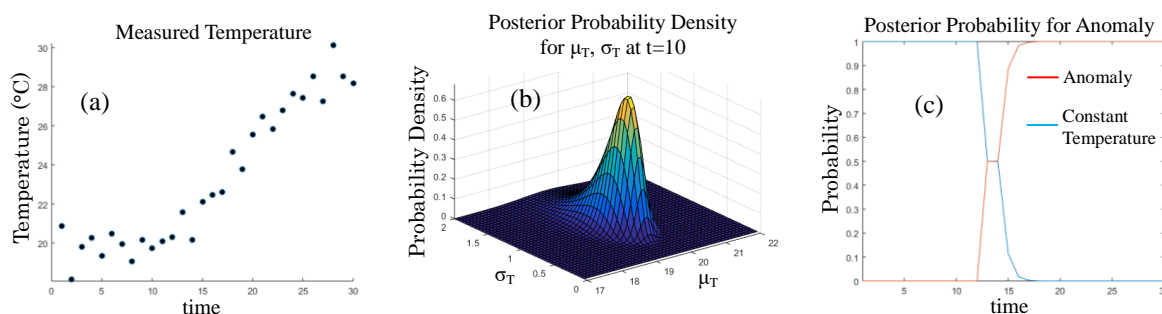 Measured Temperature
30
28
26
24
22
20
0
5
10
15
20
25
30
Temperature (°C)
time
(a)
Posterior Probability Density
for μT, σT at t=10
(b)
Probability Density
0.6
0.5
0.4
0.3
0.2
0.1
0
2
1.5
1
0.5
0
σT
17
18
19
20
21
22
μT
Posterior Probability for Anomaly
1
0.9
0.8
0.7
0.6
0.5
0.4
0.3
0.2
0.1
0
Probability
(c)
Anomaly
Constant
Temperature
5
10
15
20
25
30
time